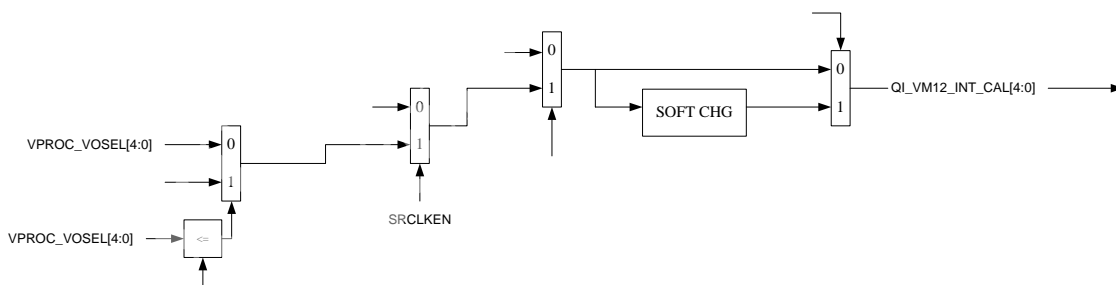 0
1
QI_VM12_INT_CAL[4:0]
0
1
SOFT CHG
0
1
VPROC_VOSEL[4:0]
0
1
SRCLKEN
VPROC_VOSEL[4:0]
<=